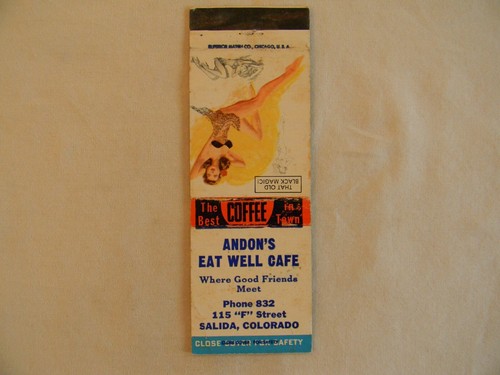 SUPERIOR MATCH CO., CHICAGO, U.S.A.
THAT OLD
BLACK MAGIC!
The Best COFFEE in Town
ANDON'S
EAT WELL CAFE
Where Good Friends
Meet
Phone 832
115 "F" Street
SALIDA, COLORADO
CLOSE SAFETY